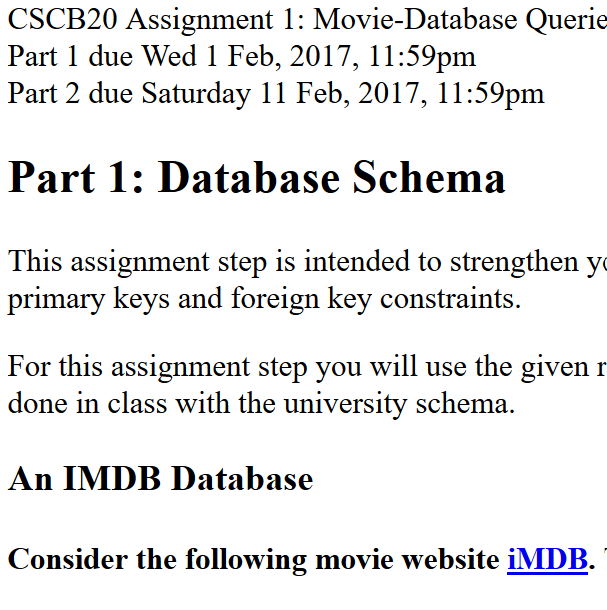 CSCB20 Assignment 1: Movie-Database Querie
Part 1 due Wed 1 Feb, 2017, 11:59pm
Part 2 due Saturday 11 Feb, 2017, 11:59pm
Part 1: Database Schema
This assignment step is intended to strengthen
primary keys and foreign key constraints.
For this assignment step you will use the given
done in class with the university schema.
An IMDB Database
Consider the following movie website iMDB.